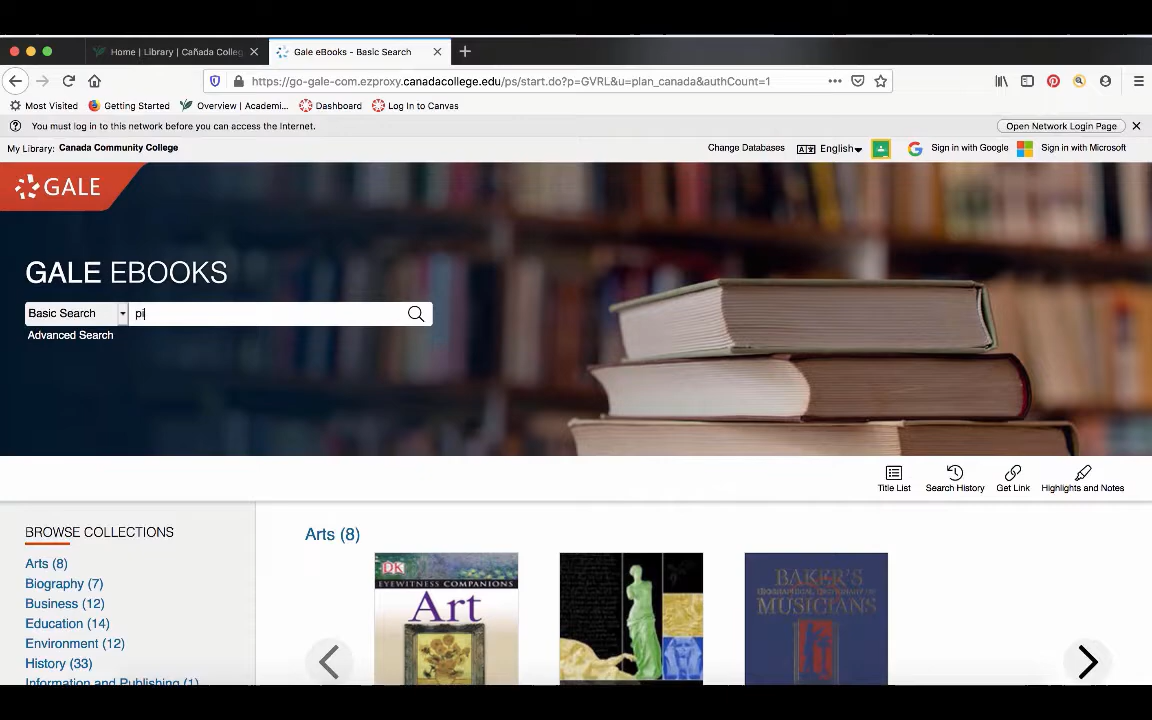 Home | Library | Cañada Colleg
Gale eBooks - Basic Search
https://go-gale-com.ezproxy.canadacollege.edu/ps/start.do?p=GVRL&u=plan_canada&authCount=1
Most Visited
Getting Started
Overview | Academi...
Dashboard
Log In to Canvas
You must log in to this network before you can access the Internet.
Open Network Login Page
My Library: Canada Community College
Change Databases
English
Sign in with Google
Sign in with Microsoft
GALE
GALE EBOOKS
Basic Search
pi
Advanced Search
Title List
Search History
Get Link
Highlights and Notes
BROWSE COLLECTIONS
Arts (8)
Biography (7)
Business (12)
Education (14)
Environment (12)
History (33)
Information and Publishing (1)
Arts (8)
DK
EYEWITNESS COMPANIONS
Art
BAKER'S
BIOGRAPHICAL DICTIONARY OF
MUSICIANS